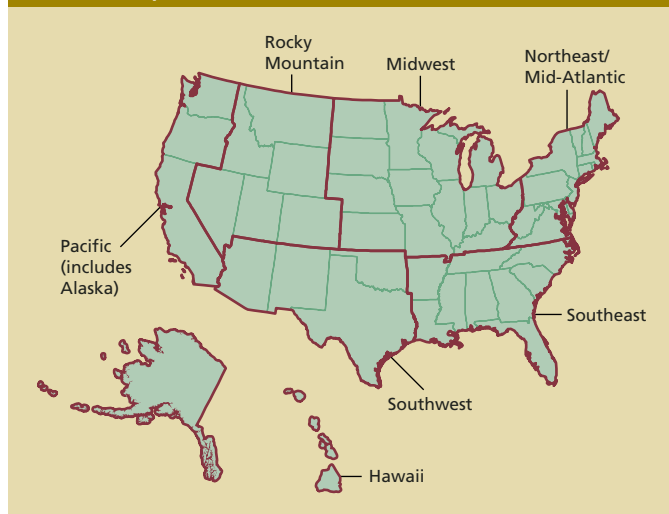 Rocky
Mountain
Midwest
Northeast/
Mid-Atlantic
Pacific
(includes
Alaska)
Southeast
Southwest
Hawaii